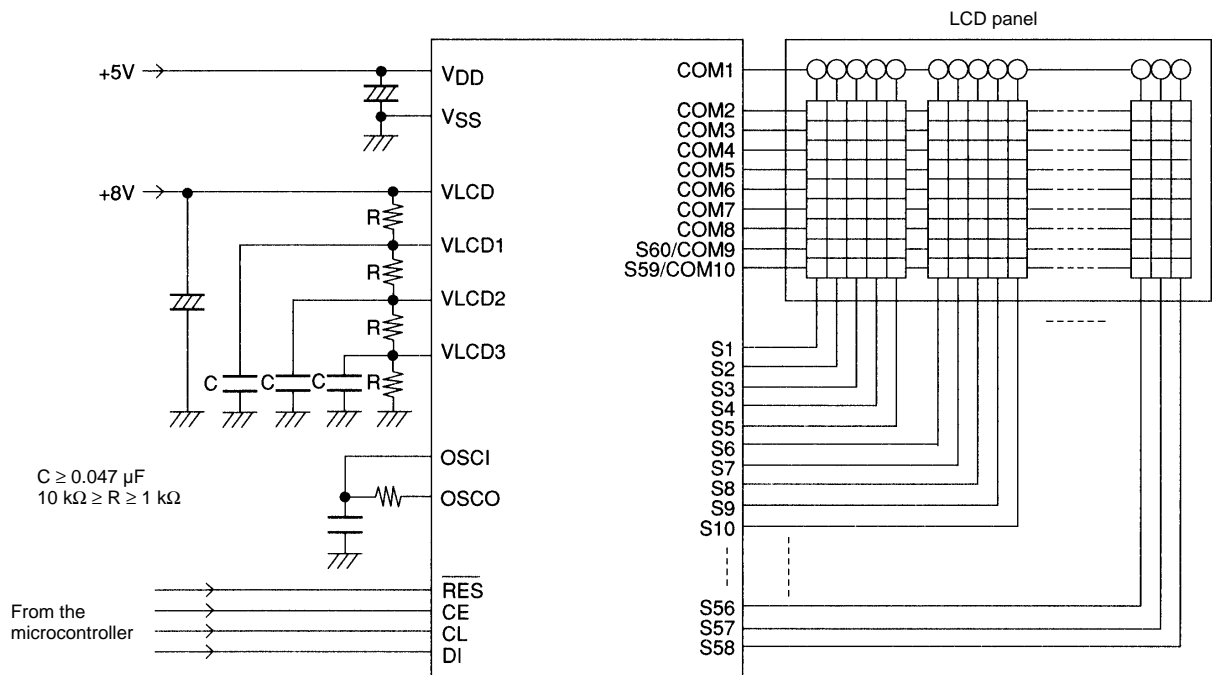 LCD panel
+5V
VDD
VSS
+8V
VLCD
R
VLCD1
R
VLCD2
R
VLCD3
R
C
C
C
OSCI
OSCO
C ≥ 0.047 µF
10 kΩ ≥ R ≥ 1 kΩ
From the
microcontroller
RES
CE
CL
DI
COM1
COM2
COM3
COM4
COM5
COM6
COM7
COM8
S60/COM9
S59/COM10
S1
S2
S3
S4
S5
S6
S7
S8
S9
S10
S56
S57
S58